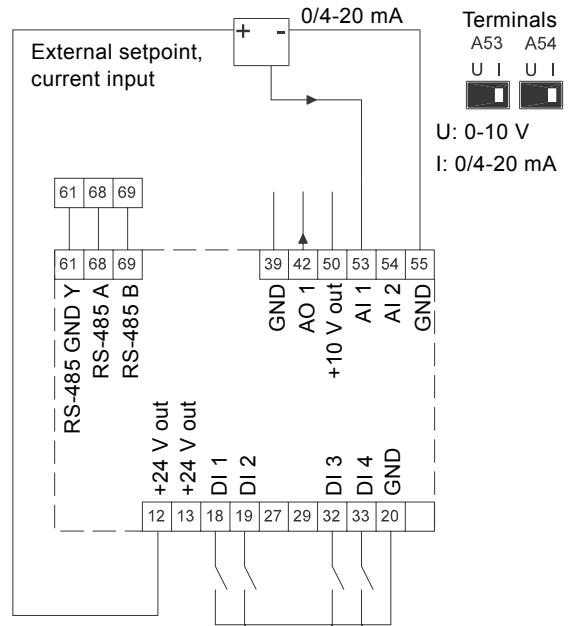 0/4-20 mA
+ -
External setpoint,
current input
Terminals
A53 A54
U I U I
U: 0-10 V
I: 0/4-20 mA
61 68 69
61 68 69
39 42 50 53 54 55
RS-485 GND Y
RS-485 A
RS-485 B
GND
AO 1
+10 V out
AI 1
AI 2
GND
+24 V out
+24 V out
DI 1
DI 2
DI 3
DI 4
GND
12 13 18 19 27 29 32 33 20